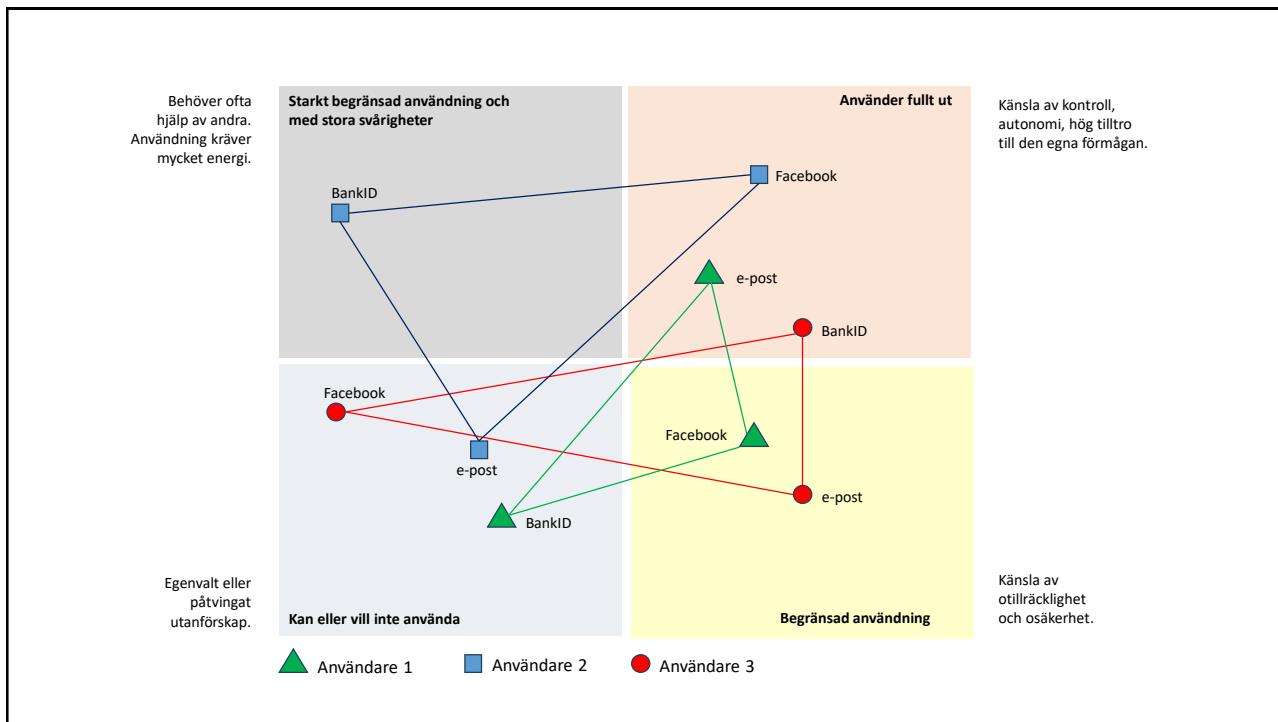 Behöver ofta
hjälp av andra.
Användning kräver
mycket energi.
Starkt begränsad användning och
med stora svårigheter
Använder fullt ut
Känsla av kontroll,
autonomi, hög tilltro
till den egna förmågan.
Facebook
BankID
e-post
BankID
Facebook
Facebook
e-post
e-post
BankID
Egenvalt eller
påtvingat
utanförskap.
Kan eller vill inte använda
Begränsad användning
Känsla av
otillräcklighet
och osäkerhet.
Användare 1
Användare 2
Användare 3